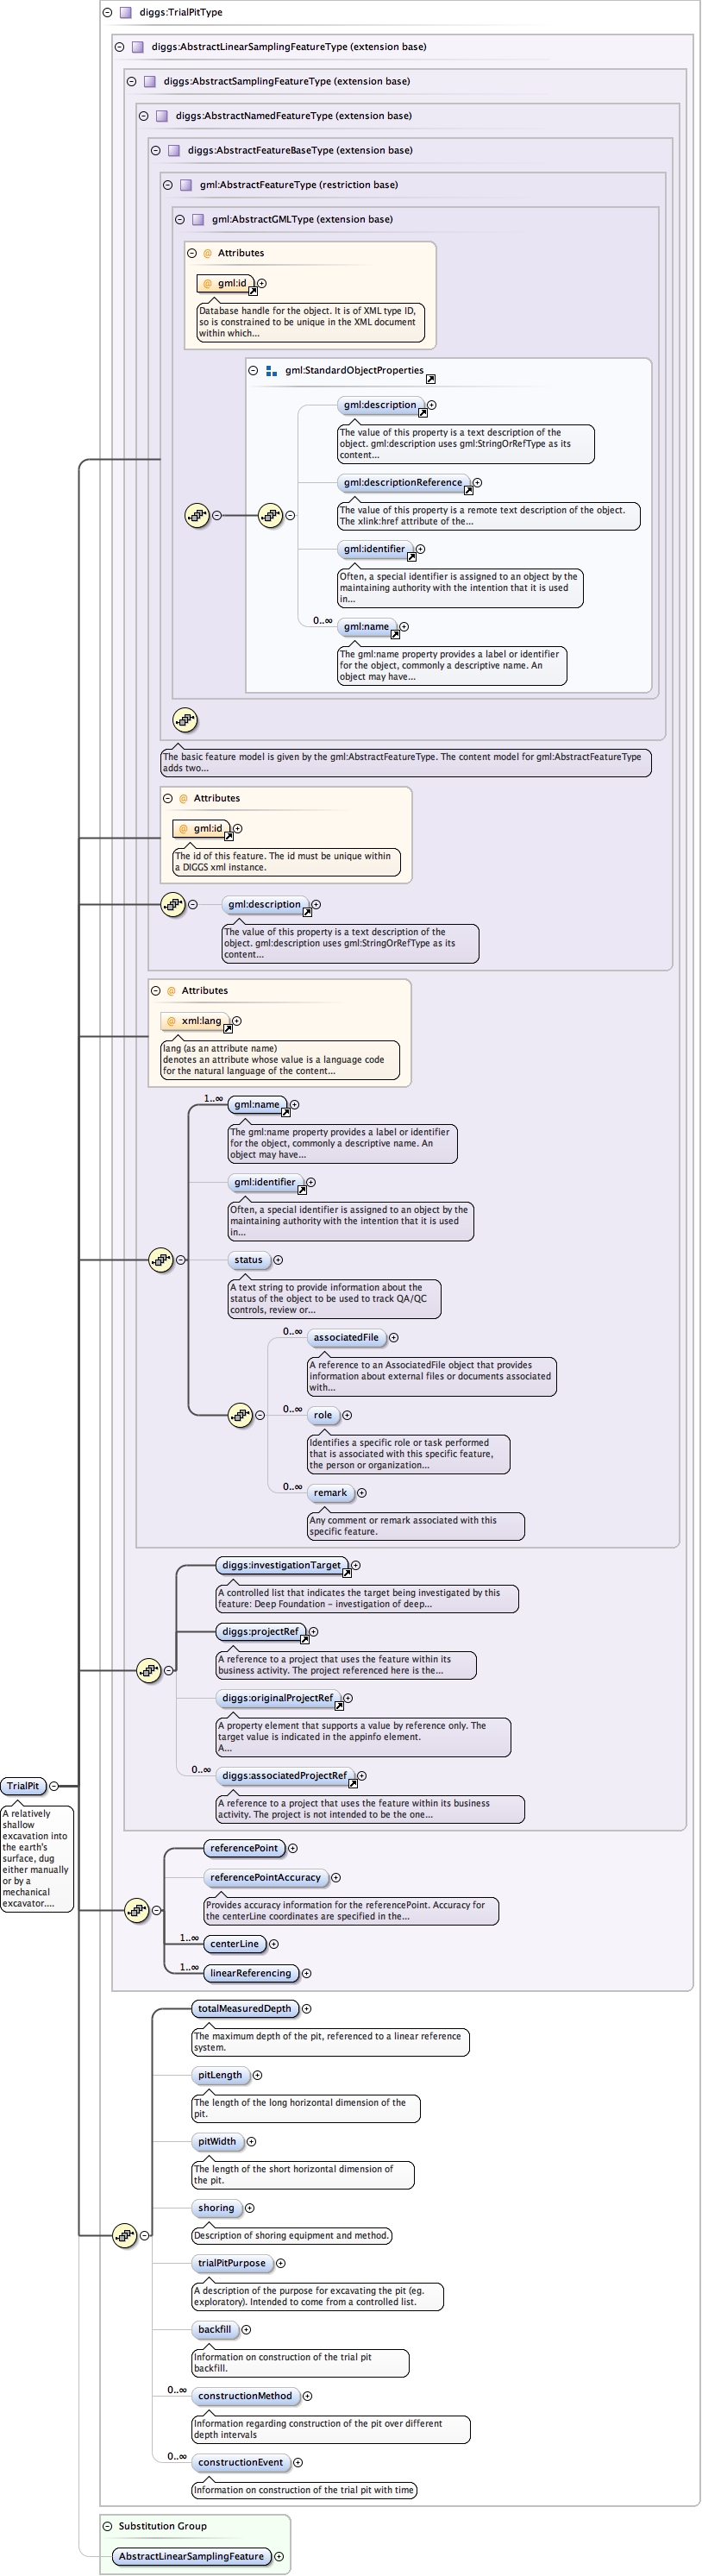 diggs:TrialPitType
diggs:AbstractLinearSamplingFeatureType (extension base)
diggs:AbstractSamplingFeatureType (extension base)
diggs:AbstractNamedFeatureType (extension base)
diggs:AbstractFeatureBaseType (extension base)
gml:AbstractFeatureType (restriction base)
gml:AbstractGMLType (extension base)
@ Attributes
@ gml:id
Database handle for the object. It is of XML type ID,
so is constrained to be unique in the XML document
within which...
gml:StandardObjectProperties
gml:description
The value of this property is a text description of the
object. gml:description uses gml:StringOrRefType as its
content...
gml:descriptionReference
The value of this property is a remote text description of the object.
The xlink:href attribute of the...
gml:identifier
Often, a special identifier is assigned to an object by the
maintaining authority with the intention that it is used
in...
0..∞
gml:name
The gml:name property provides a label or identifier
for the object, commonly a descriptive name. An
object may have...
The basic feature model is given by the gml:AbstractFeatureType. The content model for gml:AbstractFeatureType
adds two...
@ Attributes
@ gml:id
The id of this feature. The id must be unique within
a DIGGS xml instance.
gml:description
The value of this property is a text description of the
object. gml:description uses gml:StringOrRefType as its
content...
@ Attributes
@ xml:lang
lang (as an attribute name)
denotes an attribute whose value is a language code
for the natural language of the content...
1..∞
gml:name
The gml:name property provides a label or identifier
for the object, commonly a descriptive name. An
object may have...
gml:identifier
Often, a special identifier is assigned to an object by the
maintaining authority with the intention that it is used
in...
status
A text string to provide information about the
status of the object to be used to track QA/QC
controls, review or...
0..∞
associatedFile
A reference to an AssociatedFile object that provides
information about external files or documents associated
with...
0..∞
role
Identifies a specific role or task performed
that is associated with this specific feature,
the person or organization...
0..∞
remark
Any comment or remark associated with this
specific feature.
diggs:investigationTarget
A controlled list that indicates the target being investigated by this
feature: Deep Foundation – investigation of deep...
diggs:projectRef
A reference to a project that uses the feature within its
business activity. The project referenced here is the...
diggs:originalProjectRef
A property element that supports a value by reference only. The
target value is indicated in the appinfo element.
A...
0..∞
diggs:associatedProjectRef
A reference to a project that uses the feature within its business
activity. The project is not intended to be the one...
TrialPit
A relatively
shallow
excavation into
the earth's
surface, dug
either manually
or by a
mechanical
excavator....
referencePoint
referencePointAccuracy
Provides accuracy information for the referencePoint. Accuracy for
the centerLine coordinates are specified in the...
1..∞
centerLine
1..∞
linearReferencing
totalMeasuredDepth
The maximum depth of the pit, referenced to a linear reference
system.
pitLength
The length of the long horizontal dimension of the
pit.
pitWidth
The length of the short horizontal dimension of
the pit.
shoring
Description of shoring equipment and method.
trialPitPurpose
A description of the purpose for excavating the pit (eg.
exploratory). Intended to come from a controlled list.
backfill
Information on construction of the trial pit
backfill.
0..∞
constructionMethod
Information regarding construction of the pit over different
depth intervals
0..∞
constructionEvent
Information on construction of the trial pit with time
Substitution Group
AbstractLinearSamplingFeature